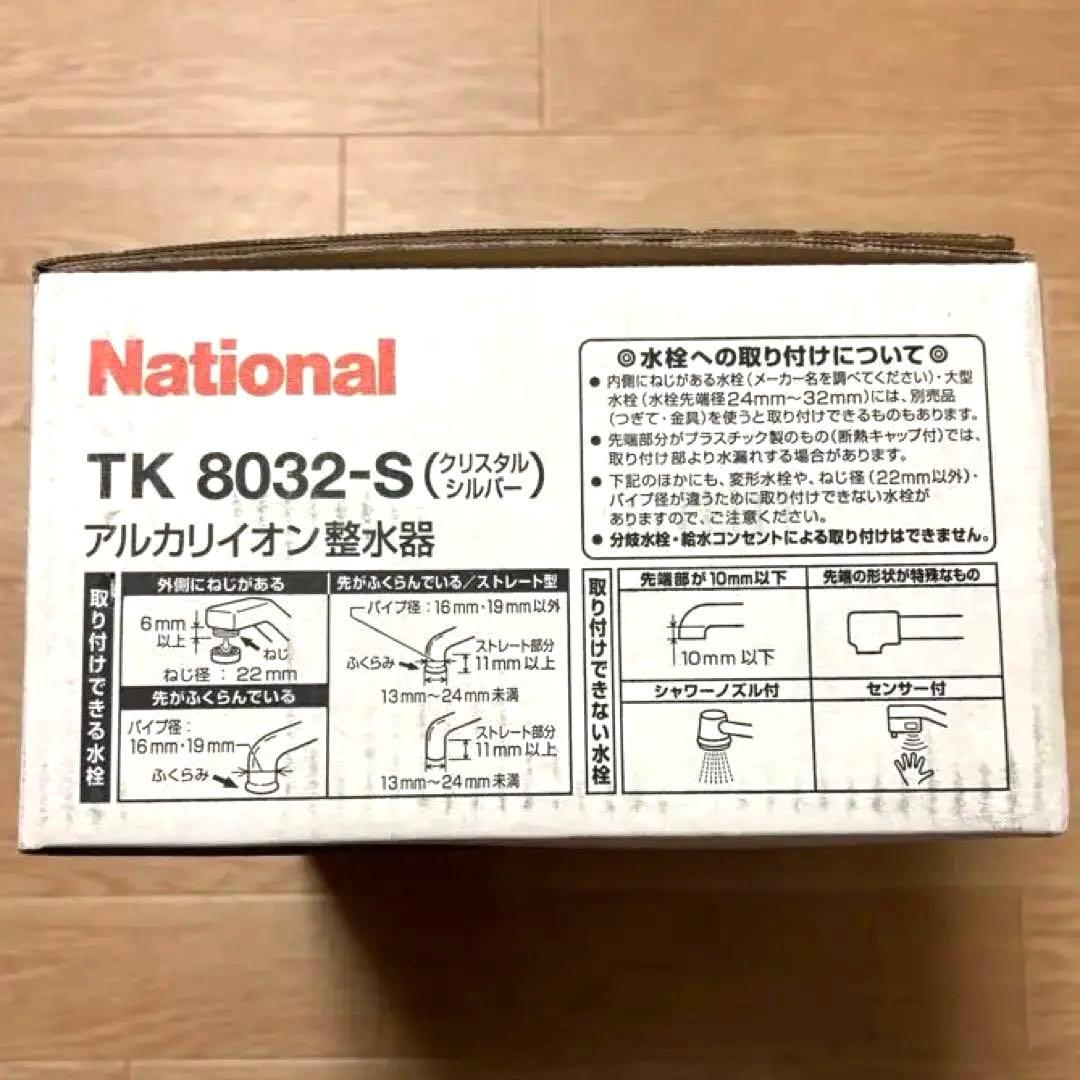 National
TK 8032-S(クリスタル
シルバー)
アルカリイオン整水器
◎水栓への取り付けについて◎
● 内側にねじがある水栓(メーカー名を調べてください)・大型
水栓(水栓先端径24mm〜32mm)には、別売品
(つぎて・金具)を使うと取り付けできるものもあります。
● 先端部分がプラスチック製のもの(断熱キャップ付)では、
取り付け部より水漏れする場合があります。
● 下記のほかにも、変形水栓や、ねじ径(22mm以外)・
パイプ径が違うために取り付けできない水栓が
ありますので、ご注意ください。
● 分岐水栓・給水コンセントによる取り付けはできません。
取り付けできる水栓
外側にねじがある
6mm
以上
ねじ
ねじ径:22mm
先がふくらんでいる
パイプ径:
16mm・19mm
ふくらみ
先がふくらんでいる/ストレート型
パイプ径:16mm・19mm以外
ストレート部分
11mm以上
ふくらみ
13mm〜24mm未満
ストレート部分
11mm以上
13mm〜24mm未満
取り付けできない水栓
先端部が10mm以下
10mm以下
先端の形状が特殊なもの
シャワーノズル付
センサー付